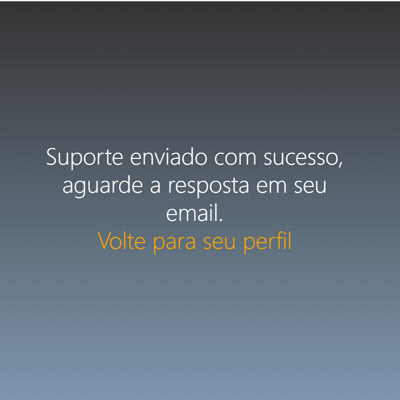 Suporte enviado com sucesso,
aguarde a resposta em seu
email.
Volte para seu perfil